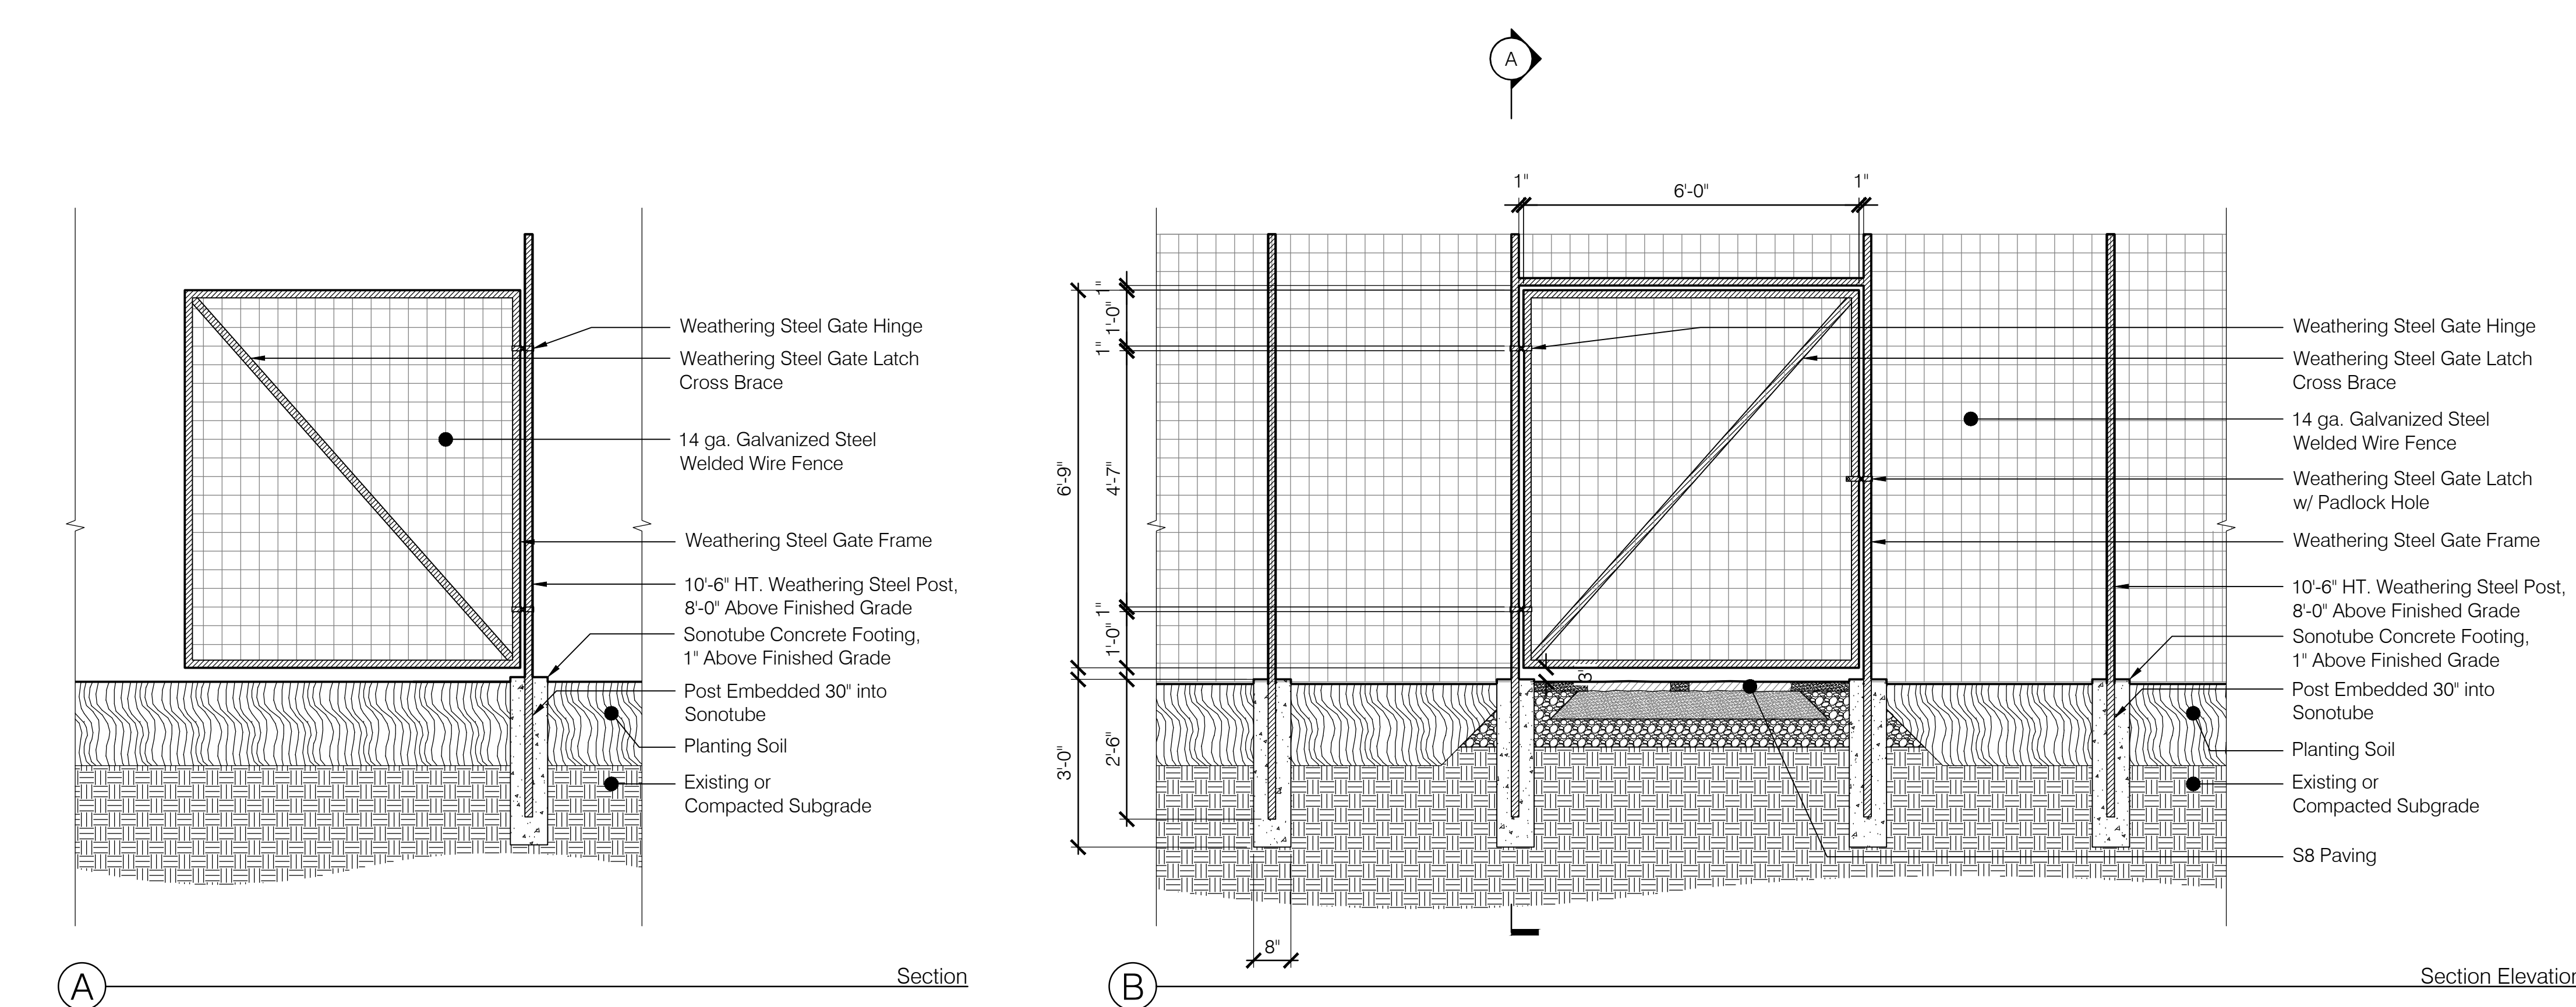 Weathering Steel Gate Hinge
Weathering Steel Gate Latch
Cross Brace
14 ga. Galvanized Steel
Welded Wire Fence
Weathering Steel Gate Frame
10'-6" HT. Weathering Steel Post,
8'-0" Above Finished Grade
Sonotube Concrete Footing,
1" Above Finished Grade
Post Embedded 30" into
Sonotube
Planting Soil
Existing or
Compacted Subgrade
A
Section
A
1"
6'-0"
1"
1"
1'-0"
1"
6'-9"
4'-7"
1"
1'-0"
3"
3'-0"
2'-6"
8"
Weathering Steel Gate Hinge
Weathering Steel Gate Latch
Cross Brace
14 ga. Galvanized Steel
Welded Wire Fence
Weathering Steel Gate Latch
w/ Padlock Hole
Weathering Steel Gate Frame
10'-6" HT. Weathering Steel Post,
8'-0" Above Finished Grade
Sonotube Concrete Footing,
1" Above Finished Grade
Post Embedded 30" into
Sonotube
Planting Soil
Existing or
Compacted Subgrade
S8 Paving
B
Section Elevation